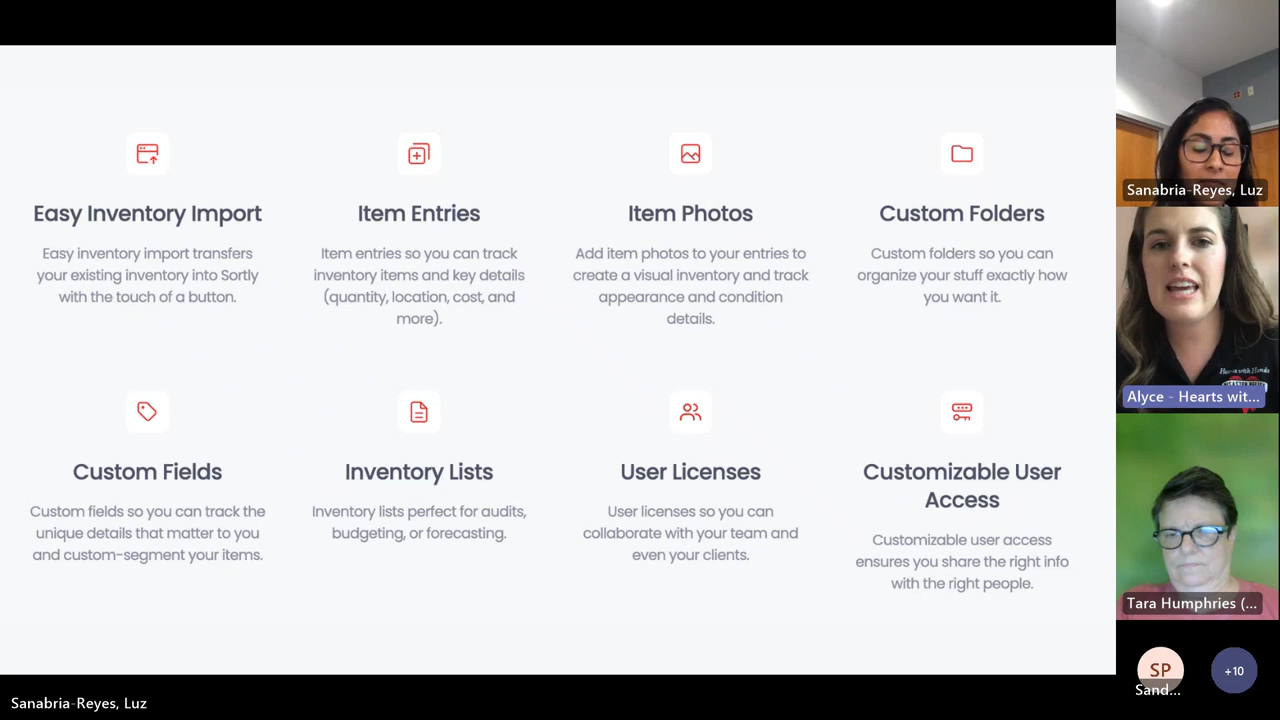 Easy Inventory Import
Easy inventory import transfers
your existing inventory into Sortly
with the touch of a button.
Item Entries
Item entries so you can track
inventory items and key details
(quantity, location, cost, and
more).
Item Photos
Add item photos to your entries to
create a visual inventory and track
appearance and condition
details.
Custom Folders
Custom folders so you can
organize your stuff exactly how
you want it.
Custom Fields
Custom fields so you can track the
unique details that matter to you
and custom-segment your items.
Inventory Lists
Inventory lists perfect for audits,
budgeting, or forecasting.
User Licenses
User licenses so you can
collaborate with your team and
even your clients.
Customizable User
Access
Customizable user access
ensures you share the right info
with the right people.
Sanabria-Reyes, Luz
Alyce - Hearts wit...
Tara Humphries (...
SP
Sand...
+10
Sanabria-Reyes, Luz